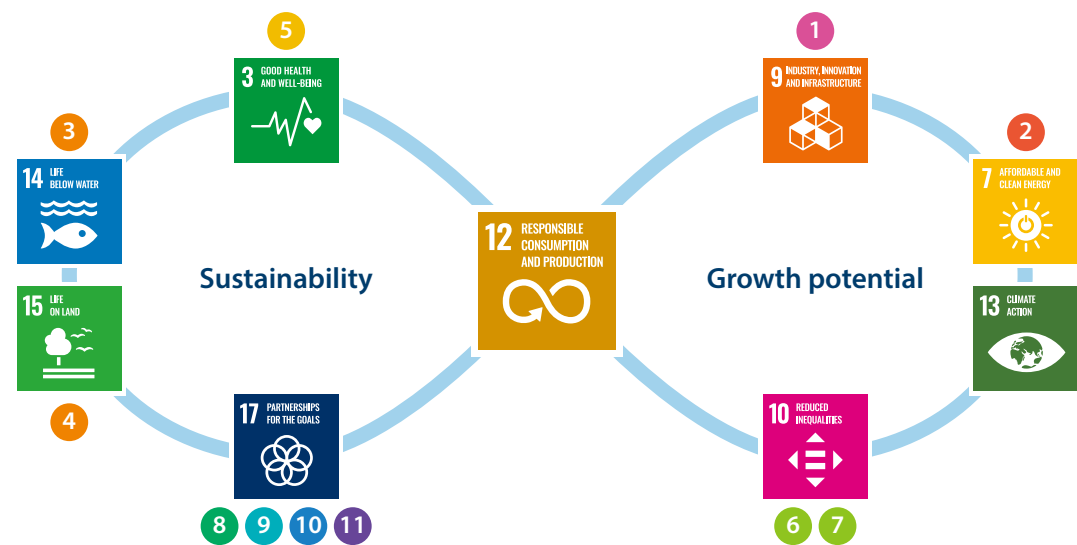 5
1
3 GOOD HEALTH
AND WELL-BEING
9 INDUSTRY, INNOVATION
AND INFRASTRUCTURE
3
2
14 LIFE
BELOW WATER
7 AFFORDABLE AND
CLEAN ENERGY
12 RESPONSIBLE
CONSUMPTION
AND PRODUCTION
Sustainability
Growth potential
15 LIFE
ON LAND
13 CLIMATE
ACTION
4
17 PARTNERSHIPS
FOR THE GOALS
10 REDUCED
INEQUALITIES
8 9 10 11
6 7